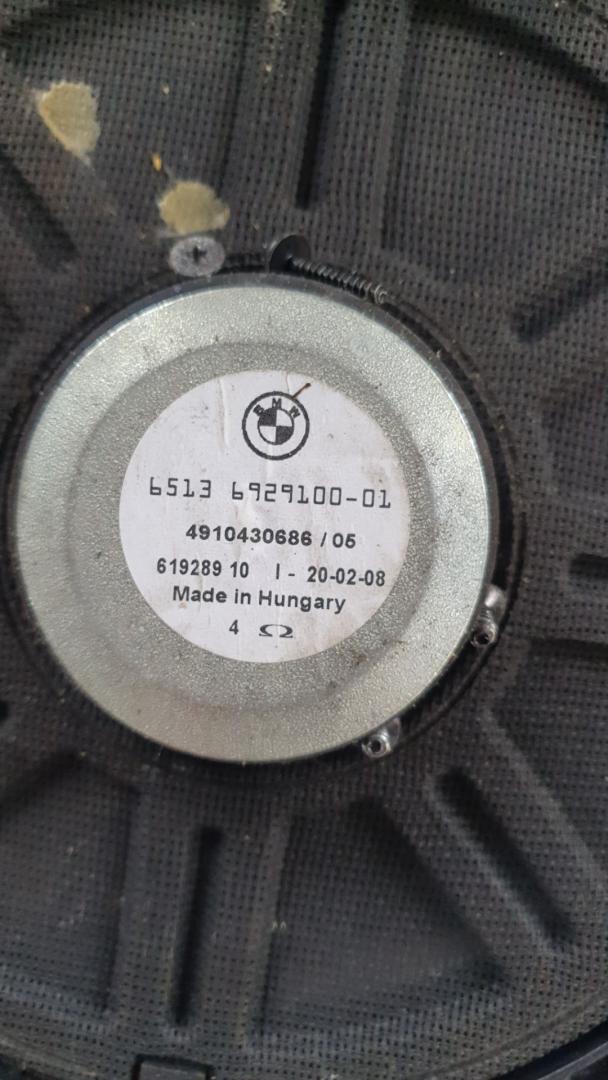 BMW
6513 6929100-01
4910430686 / 05
619289 10 I - 20-02-08
Made in Hungary
4 Ω